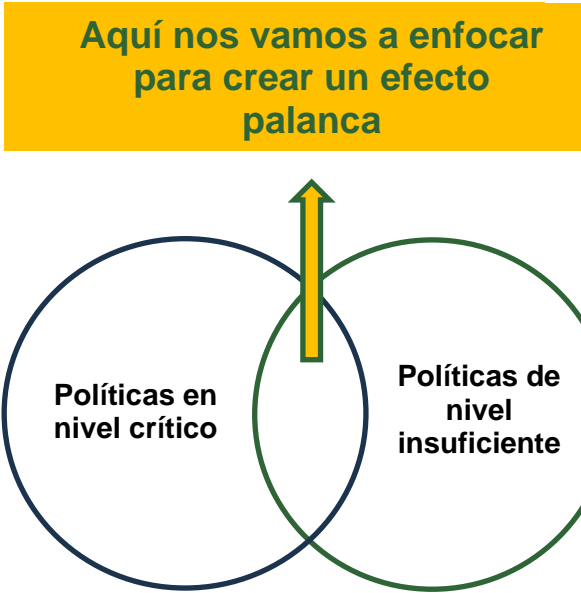 Aquí nos vamos a enfocar
para crear un efecto
palanca
Políticas en
nivel crítico
Políticas de
nivel
insuficiente